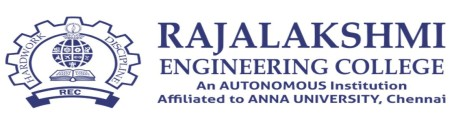 HARDWORK
DISCIPLINE
REC
RAJALAKSHMI
ENGINEERING COLLEGE
An AUTONOMOUS Institution
Affiliated to ANNA UNIVERSITY, Chennai